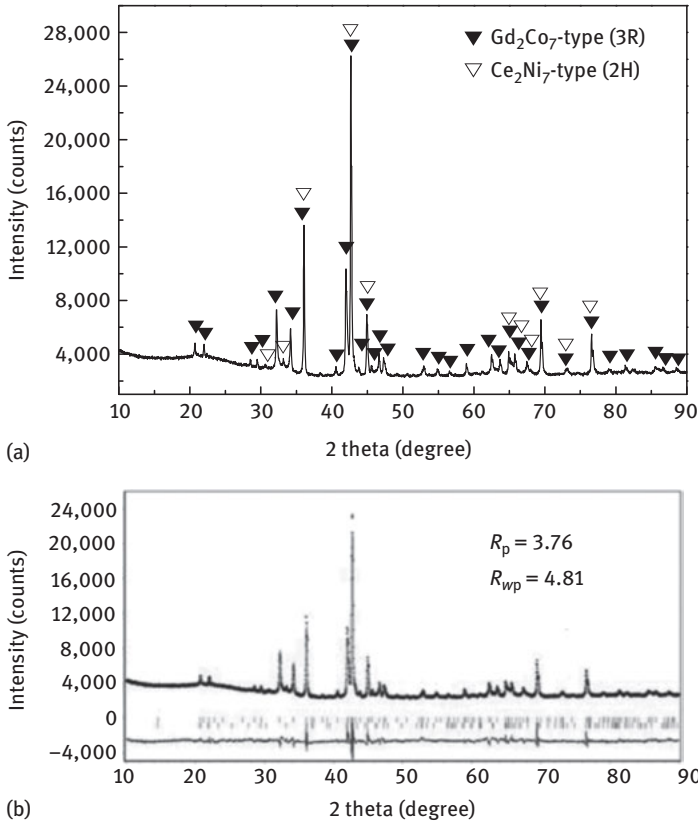 28,000
24,000
20,000
16,000
12,000
8,000
4,000
Intensity (counts)
▼ Gd₂Co₇-type (3R)
▽ Ce₂Ni₇-type (2H)
10 20 30 40 50 60 70 80 90
2 theta (degree)
(a)
24,000
20,000
16,000
12,000
8,000
4,000
0
−4,000
Intensity (counts)
Rp = 3.76
Rwp = 4.81
10 20 30 40 50 60 70 80 90
2 theta (degree)
(b)